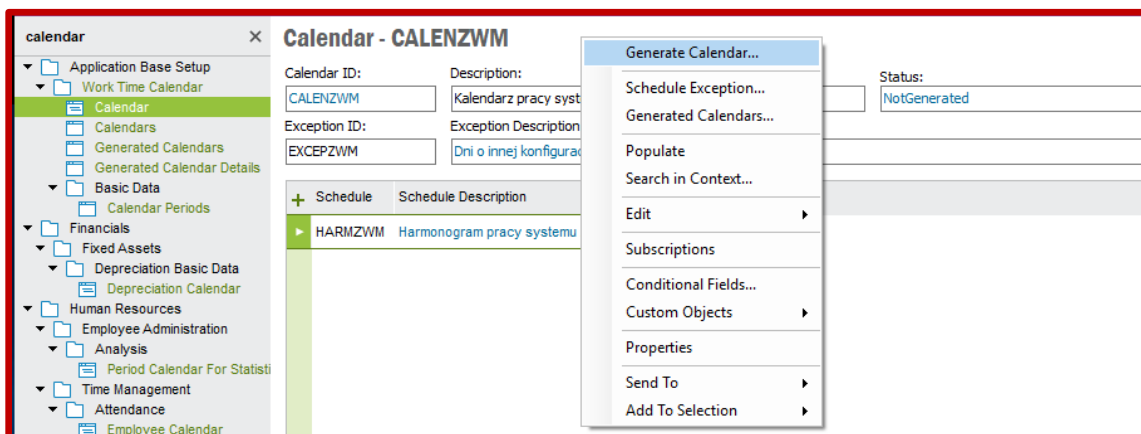 calendar
Application Base Setup
Work Time Calendar
Calendar
Calendars
Generated Calendars
Generated Calendar Details
Basic Data
Calendar Periods
Financials
Fixed Assets
Depreciation Basic Data
Depreciation Calendar
Human Resources
Employee Administration
Analysis
Period Calendar For Statisti
Time Management
Attendance
Employee Calendar
Calendar - CALENZWM
Calendar ID: Description: Status:
CALENZWM Kalendarz pracy syst NotGenerated
Exception ID: Exception Description
EXCEPZWM Dni o innej konfigurac
Schedule Schedule Description
HARMZWM Harmonogram pracy systemu
Generate Calendar...
Schedule Exception...
Generated Calendars...
Populate
Search in Context...
Edit
Subscriptions
Conditional Fields...
Custom Objects
Properties
Send To
Add To Selection